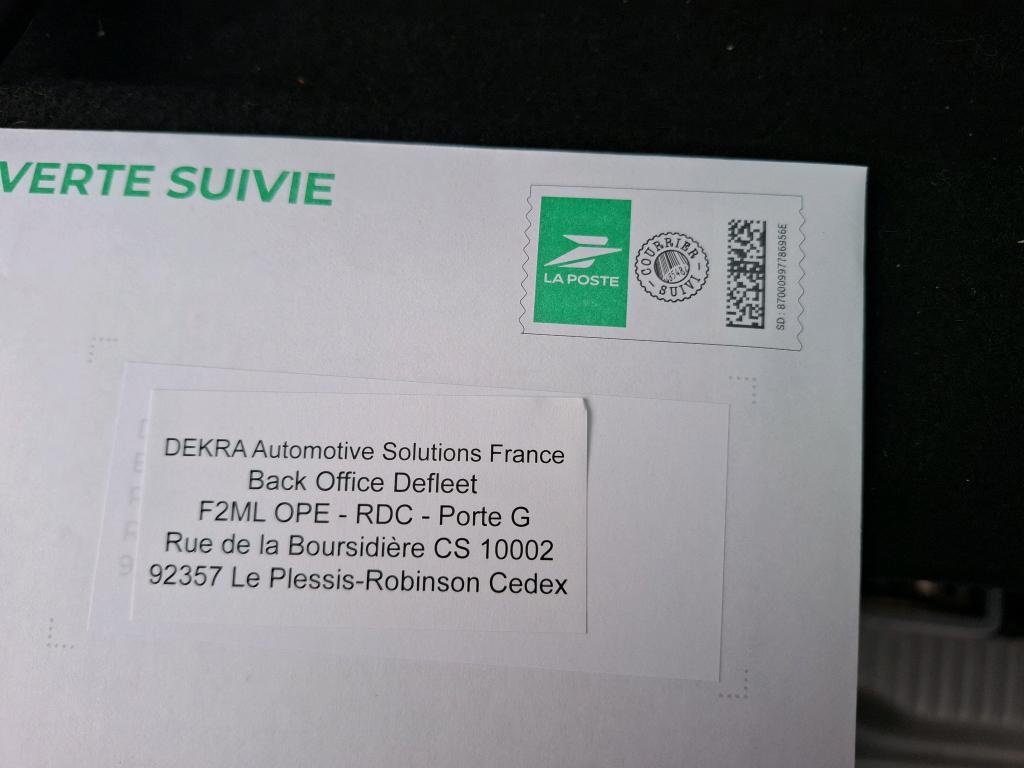 VERTE SUIVIE
LA POSTE
COURRIER
SUIVI
SD : 87000997786956E
DEKRA Automotive Solutions France
Back Office Defleet
F2ML OPE - RDC - Porte G
Rue de la Boursidière CS 10002
92357 Le Plessis-Robinson Cedex